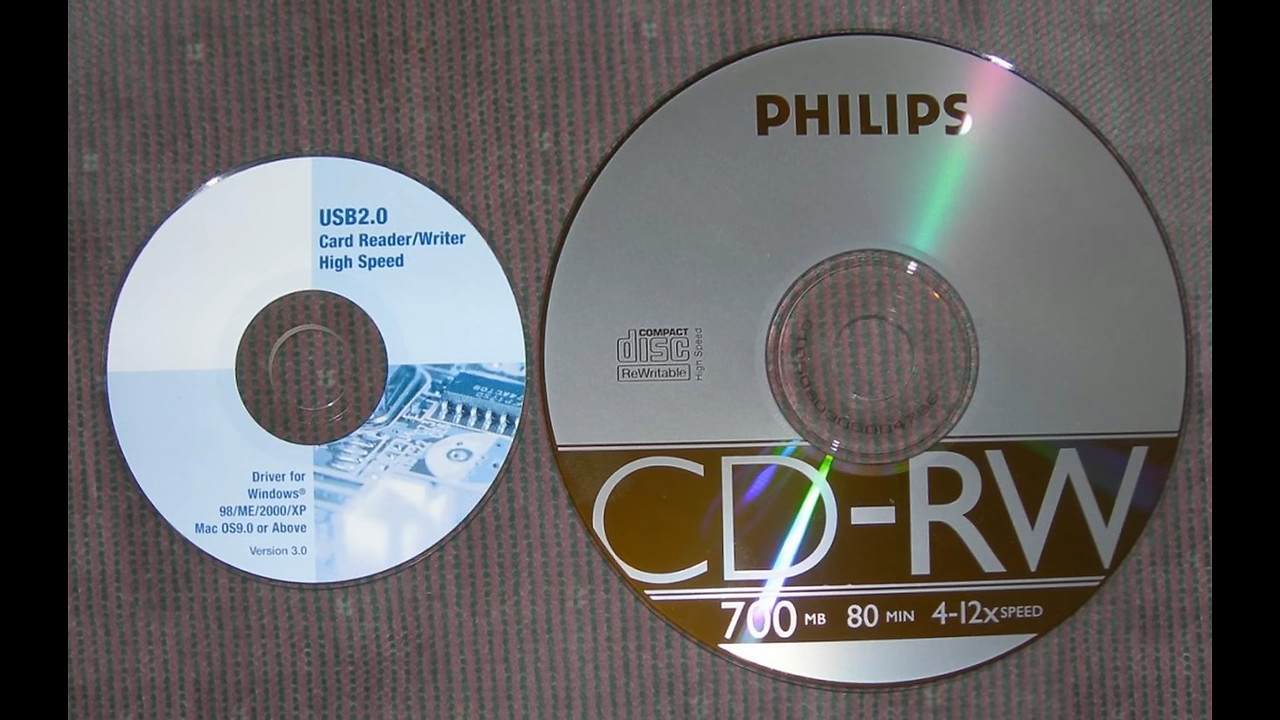 USB2.0
Card Reader/Writer
High Speed
Driver for
Windows®
98/ME/2000/XP
Mac OS9.0 or Above
Version 3.0
PHILIPS
COMPACT
disc
ReWritable
High Speed
CD-RW
700 MB 80 MIN 4-12x SPEED